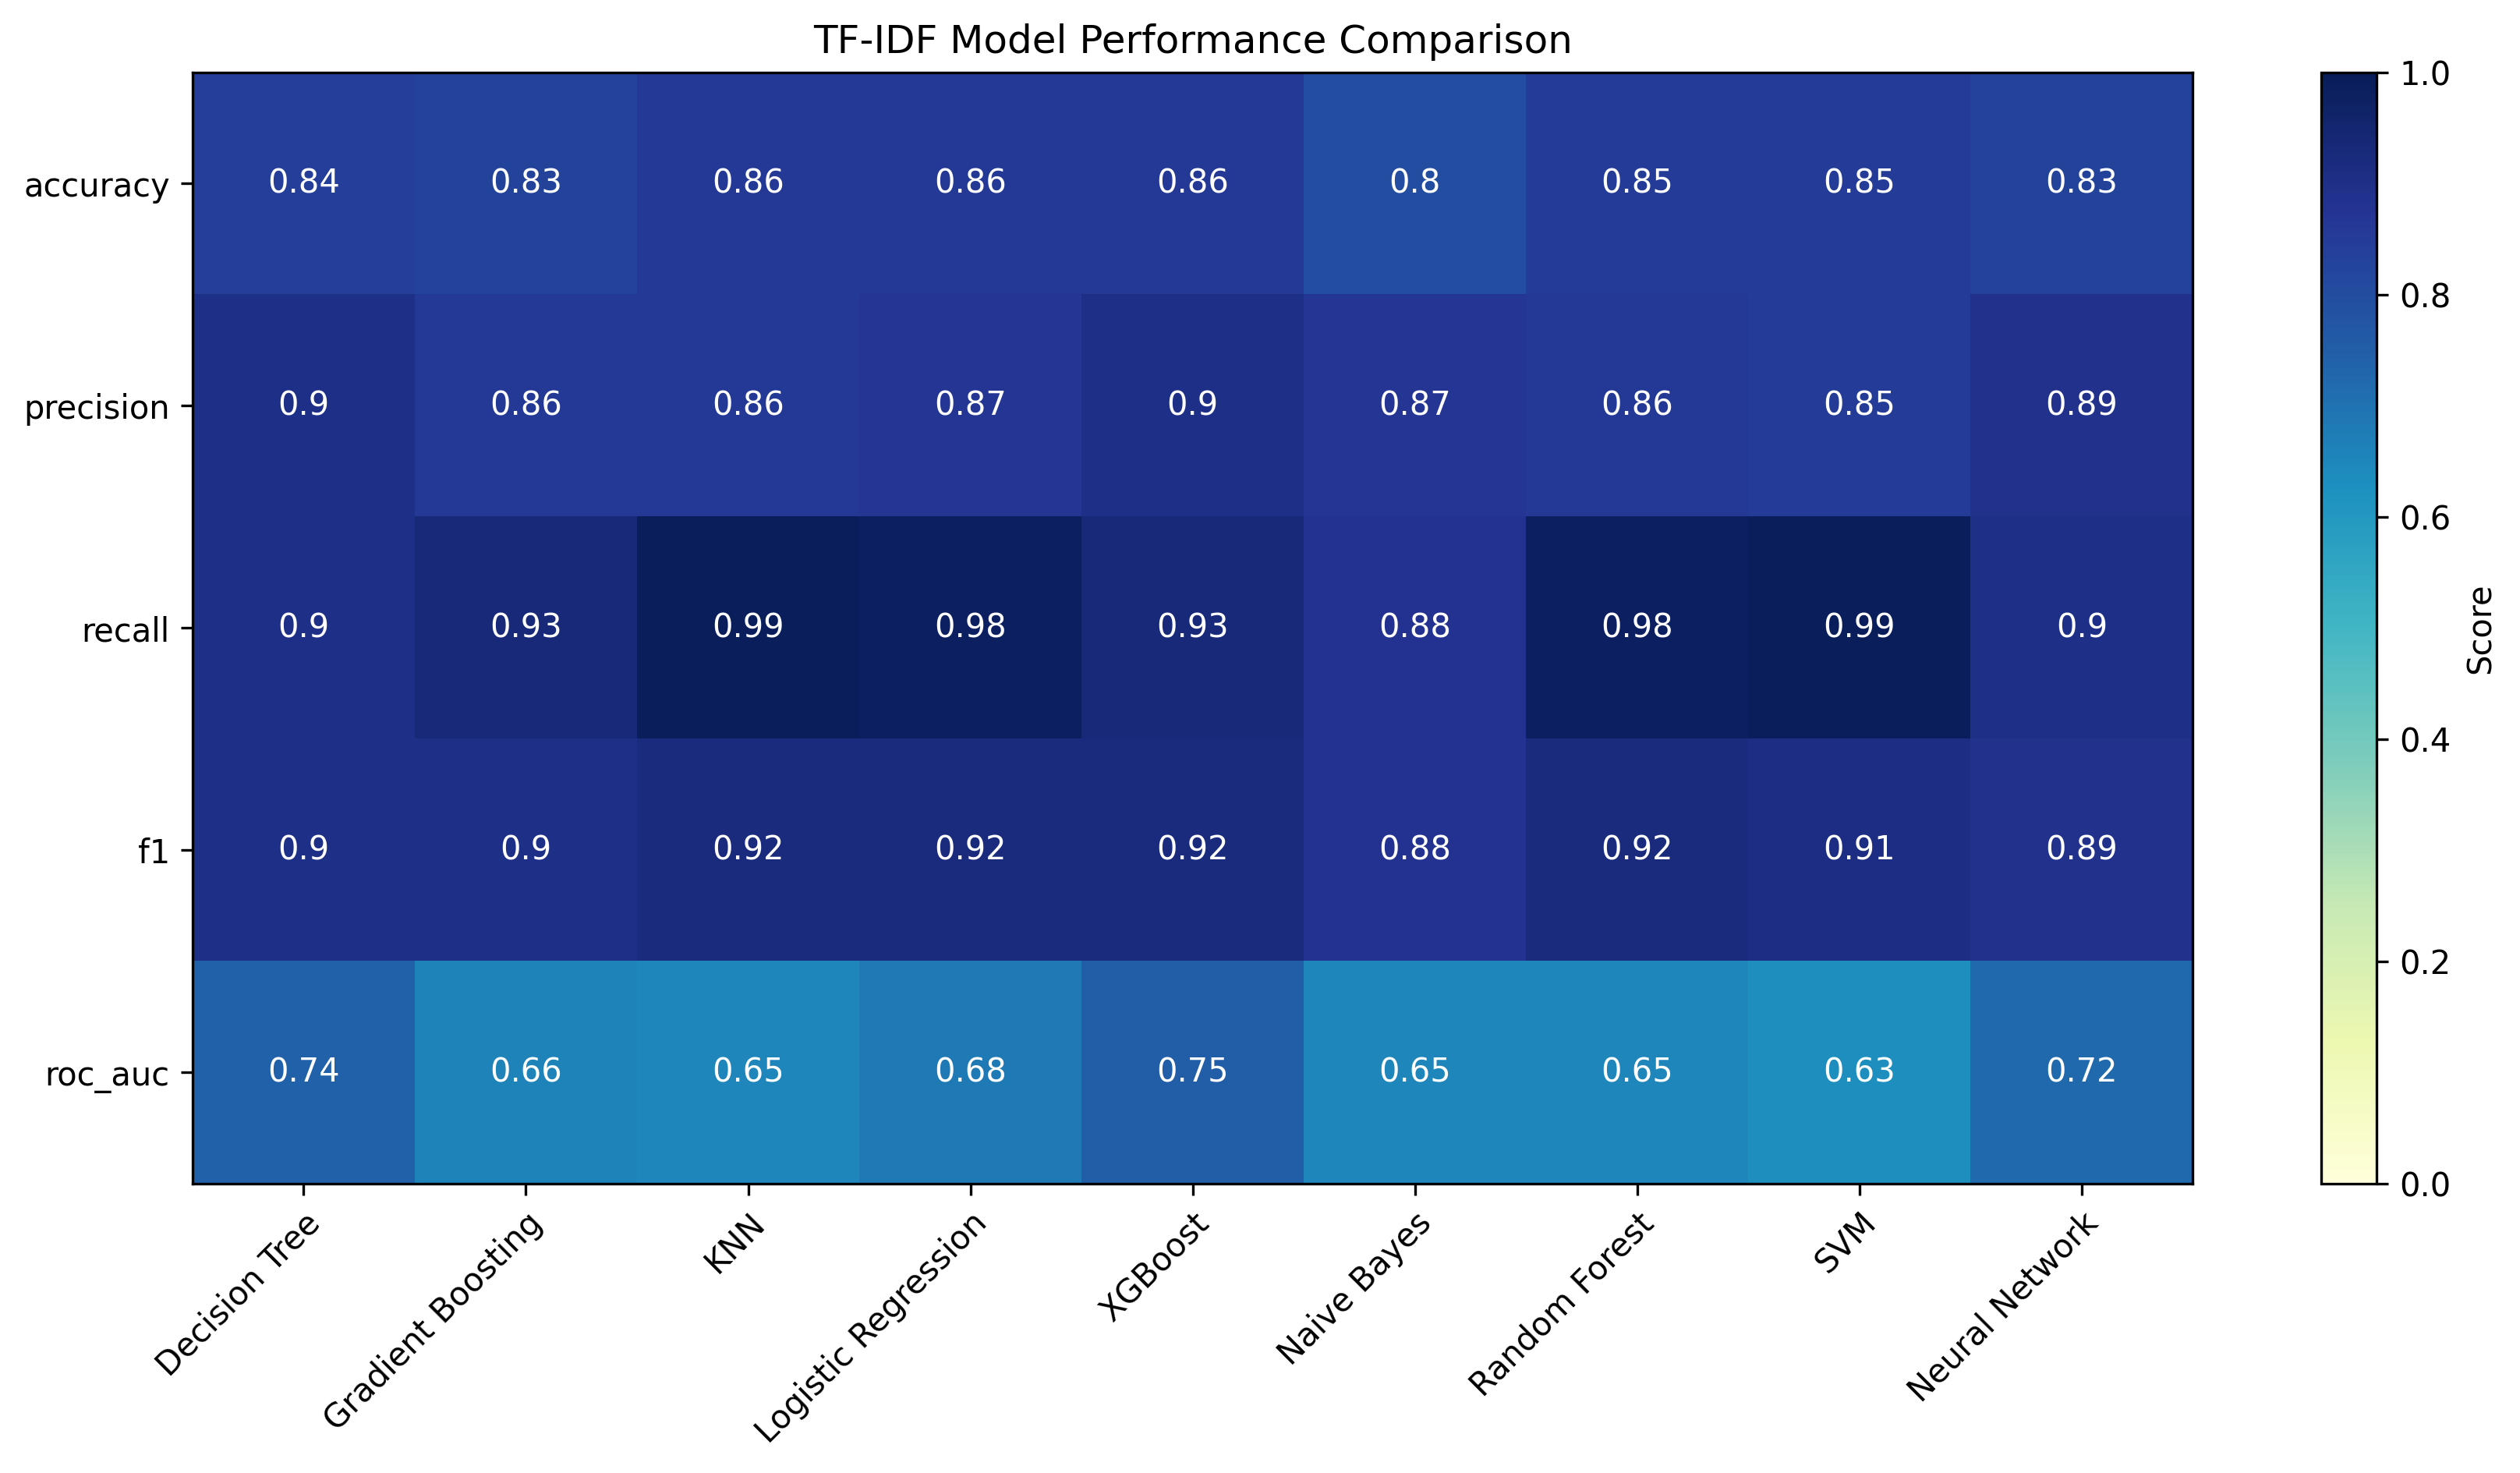 TF-IDF Model Performance Comparison
accuracy 0.84 0.83 0.86 0.86 0.86 0.8 0.85 0.85 0.83
precision 0.9 0.86 0.86 0.87 0.9 0.87 0.86 0.85 0.89
recall 0.9 0.93 0.99 0.98 0.93 0.88 0.98 0.99 0.9
f1 0.9 0.9 0.92 0.92 0.92 0.88 0.92 0.91 0.89
roc_auc 0.74 0.66 0.65 0.68 0.75 0.65 0.65 0.63 0.72
Decision Tree
Gradient Boosting
KNN
Logistic Regression
XGBoost
Naive Bayes
Random Forest
SVM
Neural Network
1.0
0.8
0.6
0.4
0.2
0.0
Score